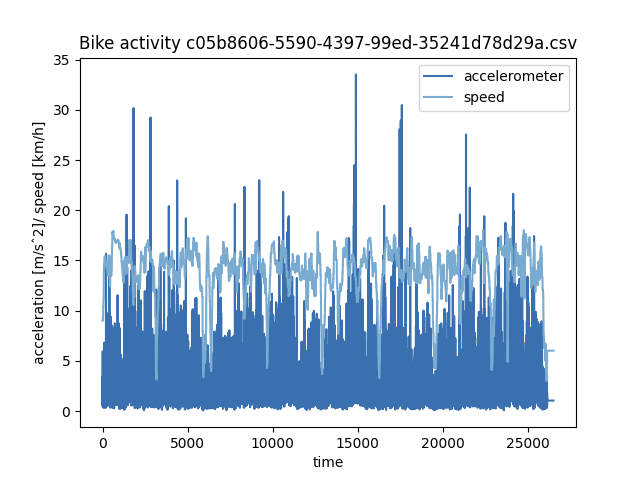 Bike activity c05b8606-5590-4397-99ed-35241d78d29a.csv
accelerometer
speed
acceleration [m/s^2]/ speed [km/h]
35
30
25
20
15
10
5
0
0 5000 10000 15000 20000 25000
time